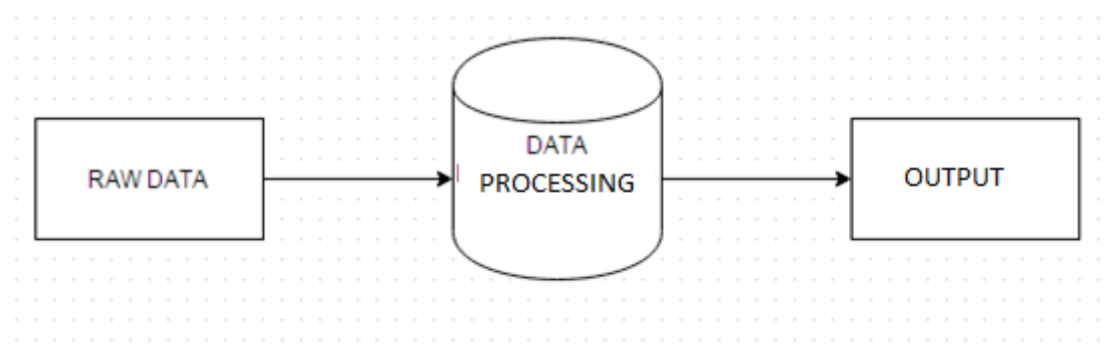 RAW DATA
DATA
PROCESSING
OUTPUT